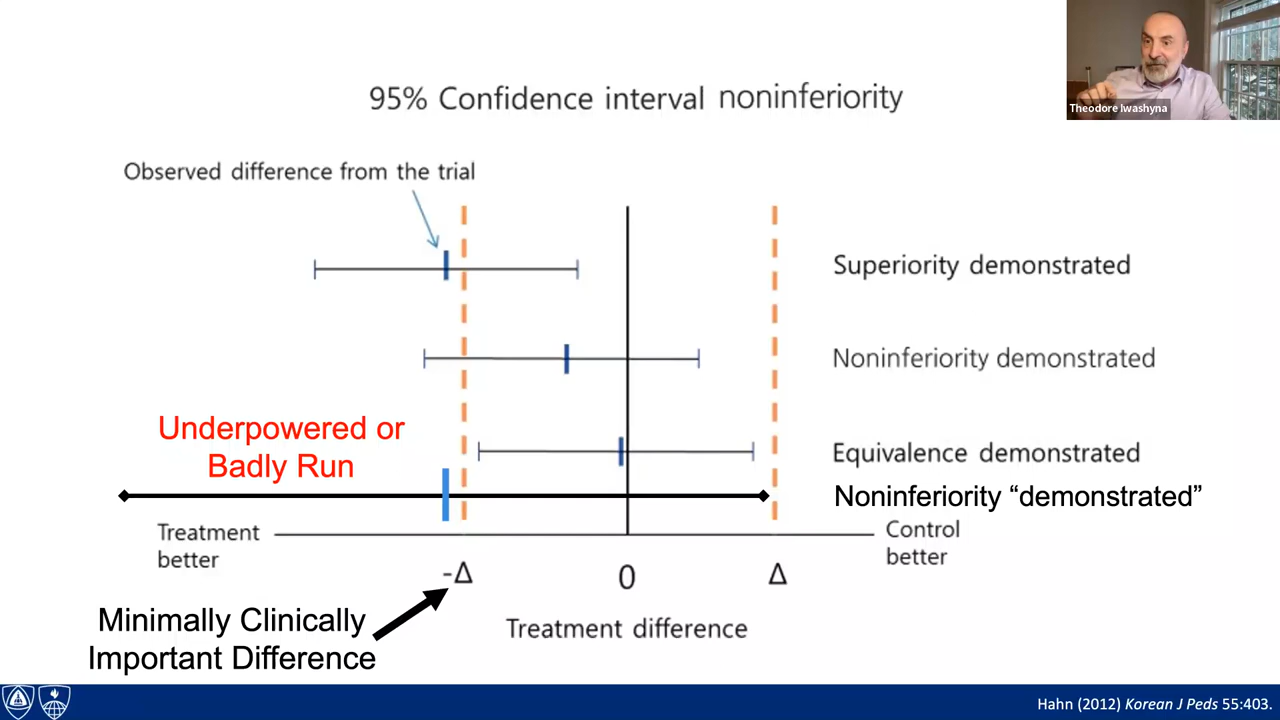 Theodore Iwashyna
95% Confidence interval noninferiority
Observed difference from the trial
Superiority demonstrated
Noninferiority demonstrated
Underpowered or
Badly Run
Equivalence demonstrated
Noninferiority “demonstrated”
Treatment
better
Control
better
-Δ
0
Δ
Minimally Clinically
Important Difference
Treatment difference
Hahn (2012) Korean J Peds 55:403.